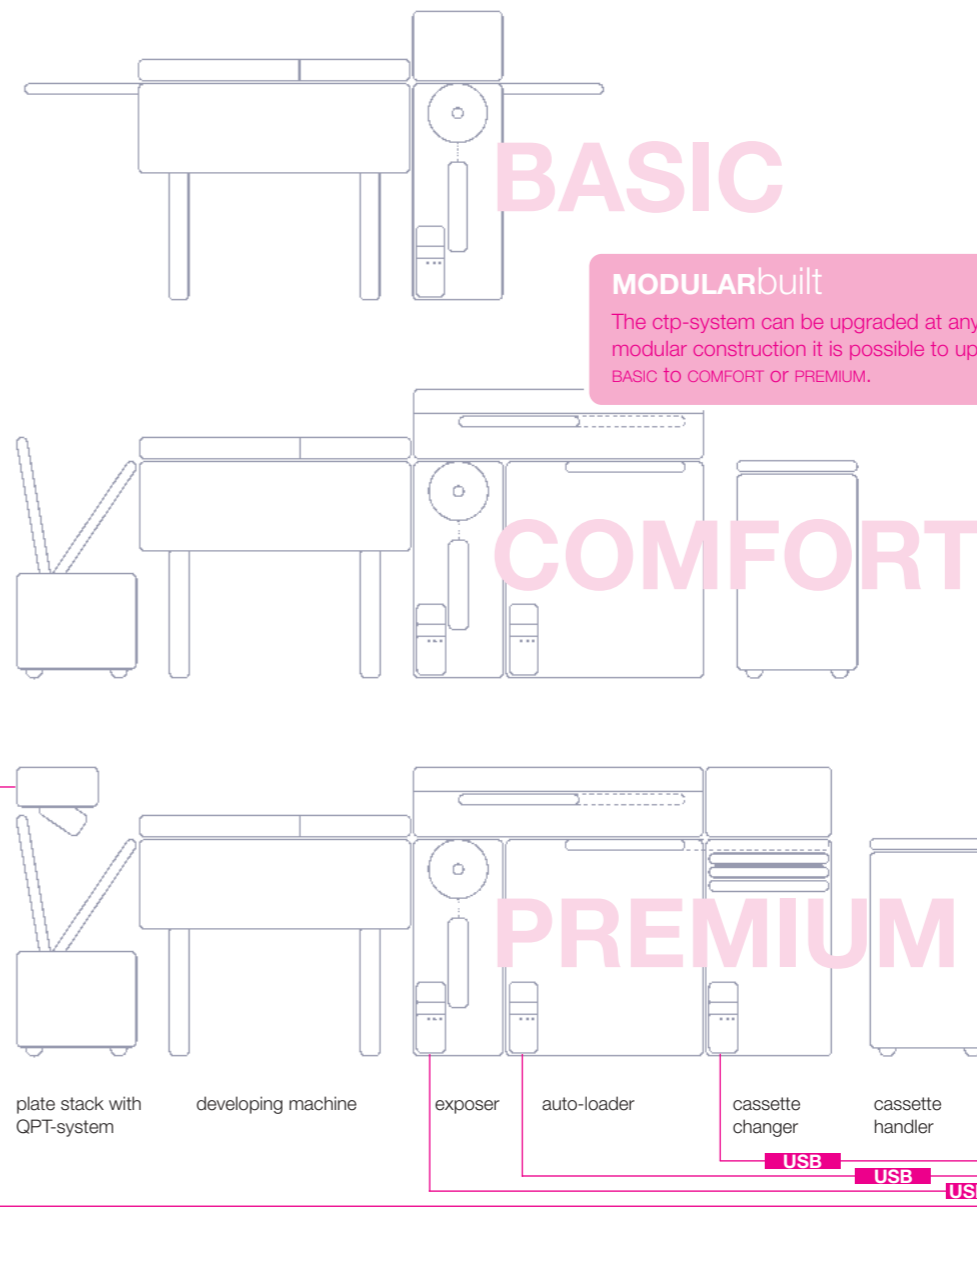 BASIC
MODULARbuilt
The ctp-system can be upgraded at any
modular construction it is possible to up
BASIC to COMFORT or PREMIUM.
COMFORT
PREMIUM
plate stack with
QPT-system
developing machine
exposer
auto-loader
cassette
changer
cassette
handler
USB
USB